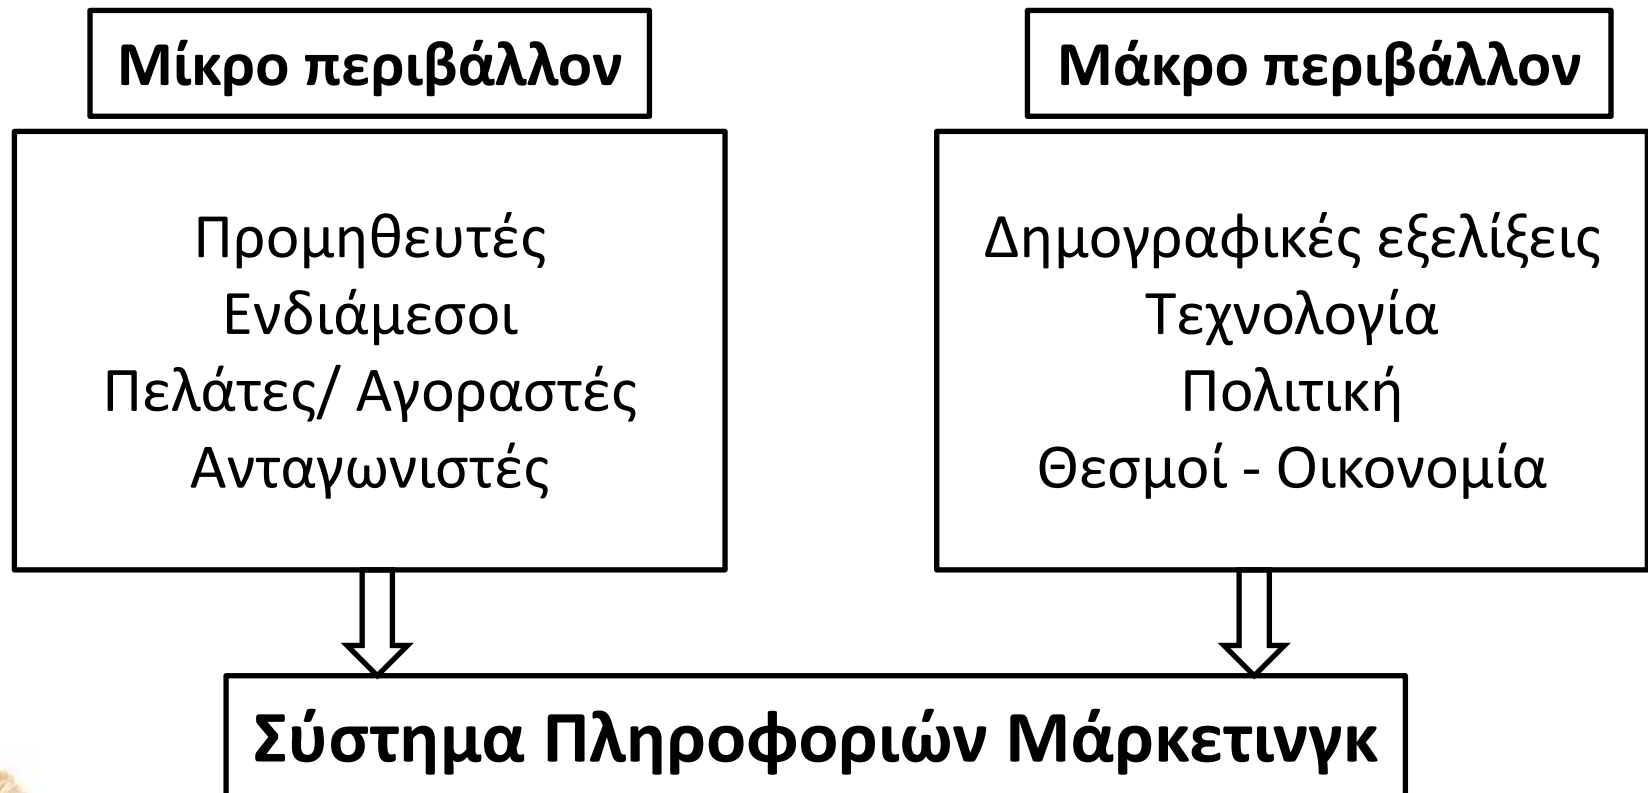 Μίκρο περιβάλλον
Προμηθευτές
Ενδιάμεσοι
Πελάτες/ Αγοραστές
Ανταγωνιστές
Μάκρο περιβάλλον
Δημογραφικές εξελίξεις
Τεχνολογία
Πολιτική
Θεσμοί - Οικονομία
Σύστημα Πληροφοριών Μάρκετινγκ